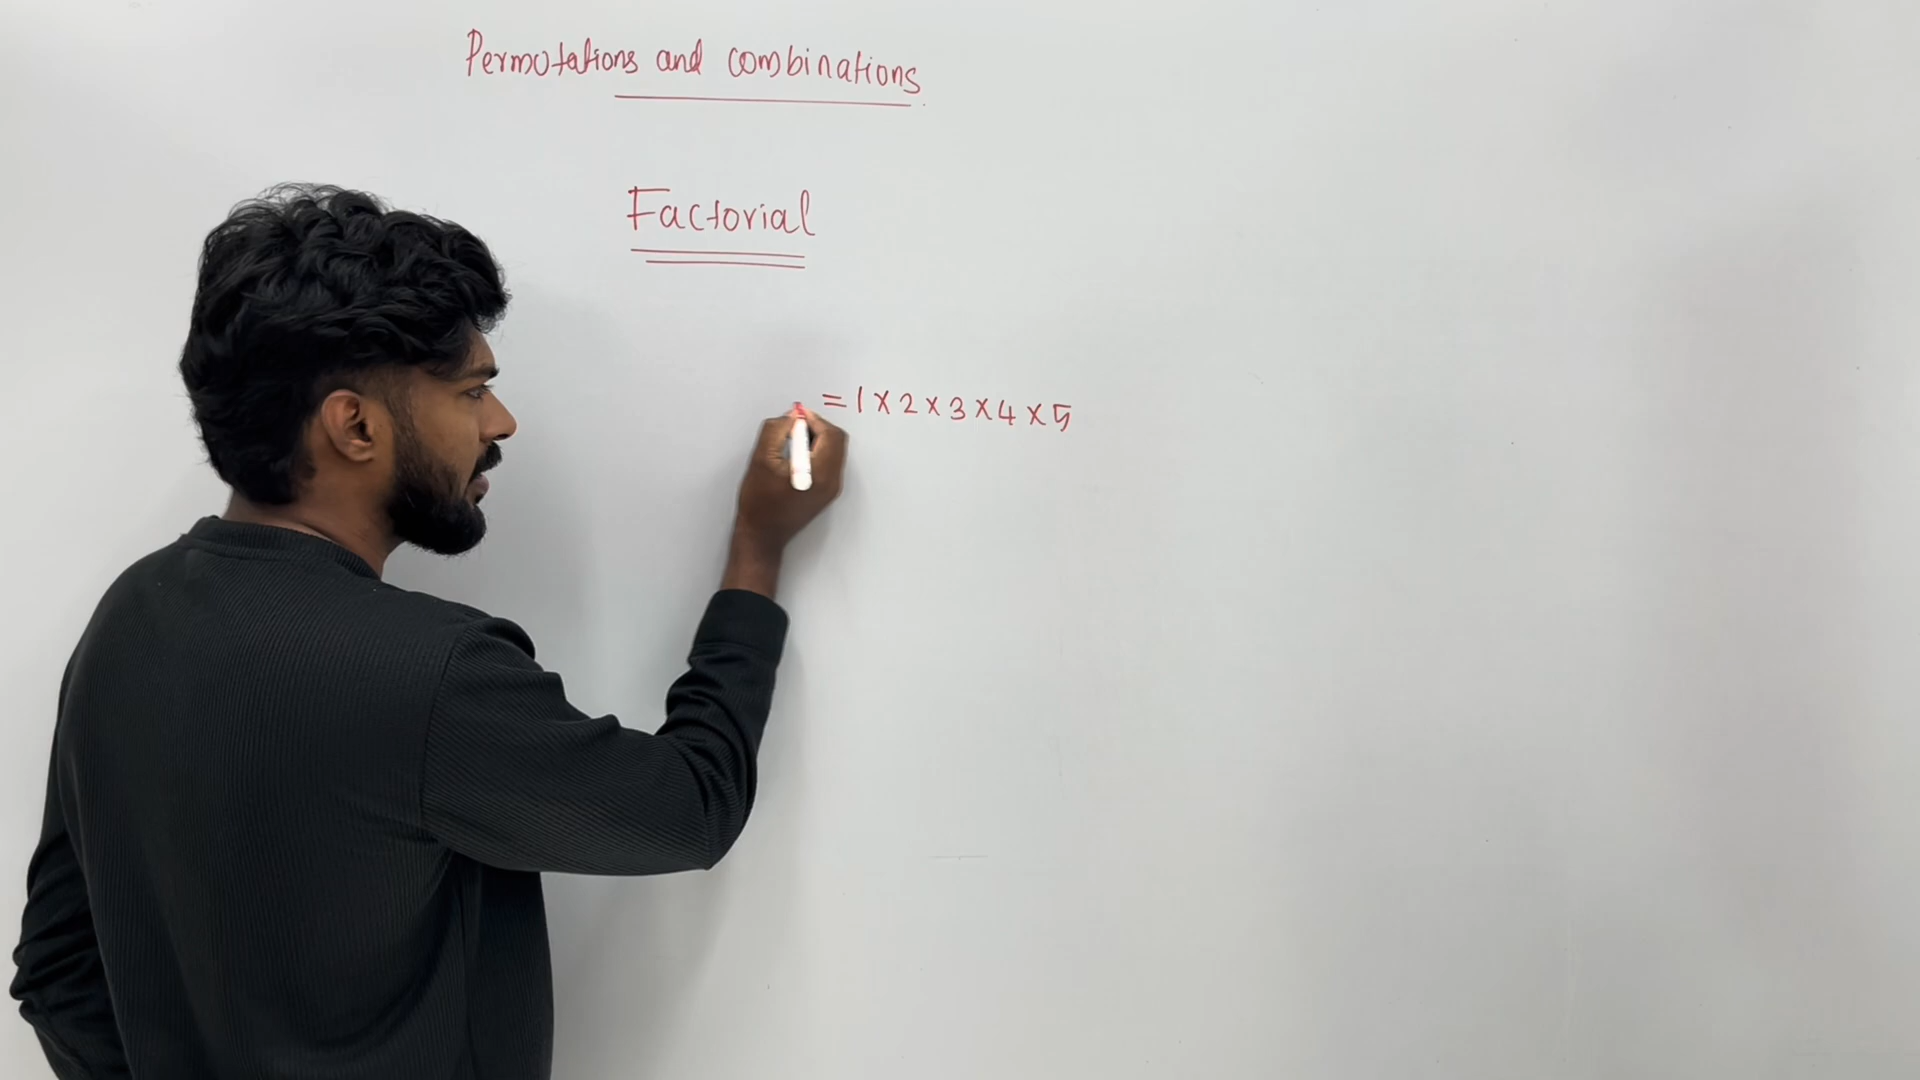 Permutations and combinations
Factorial
= 1 × 2 × 3 × 4 × 5